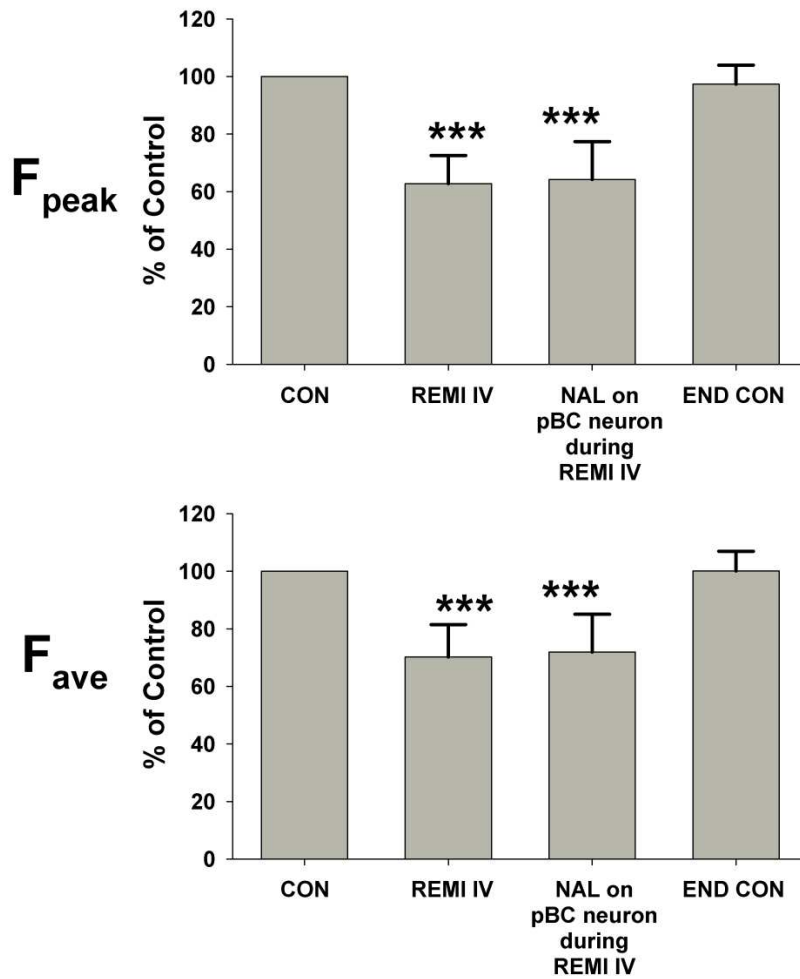 120
100
80
60
40
20
0
F peak
% of Control
***
***
CON
REMI IV
NAL on
pBC neuron
during
REMI IV
END CON
120
100
80
60
40
20
0
F ave
% of Control
***
***
CON
REMI IV
NAL on
pBC neuron
during
REMI IV
END CON